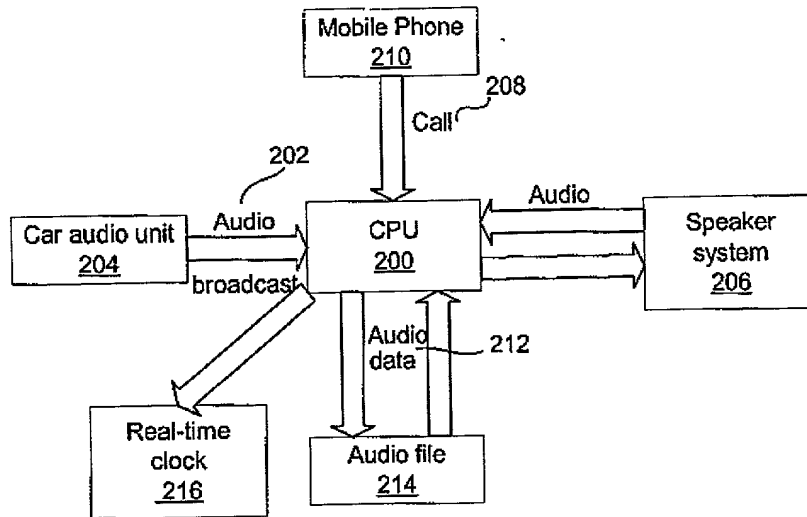 Mobile Phone
210
208
Call
202
Audio
Audio
Car audio unit
204
CPU
200
Speaker
system
206
broadcast
Audio
data
212
Real-time
clock
216
Audio file
214